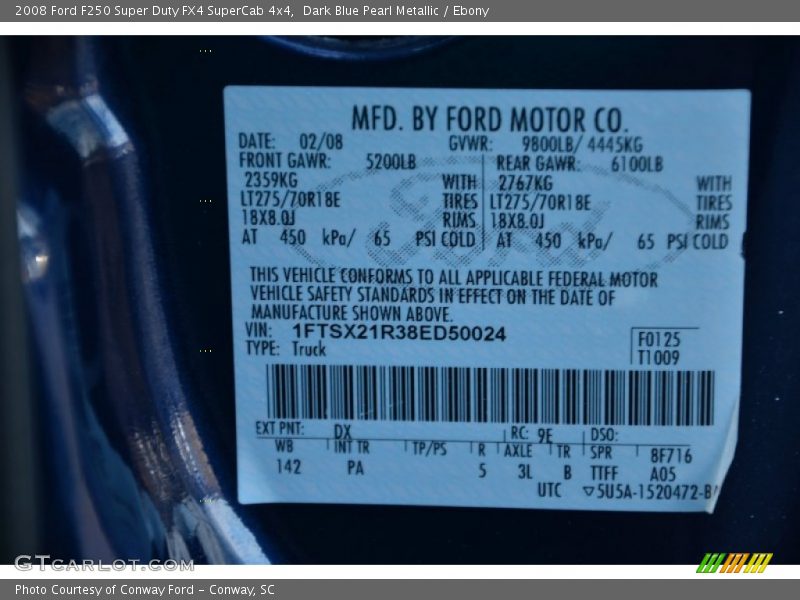 2008 Ford F250 Super Duty FX4 SuperCab 4x4, Dark Blue Pearl Metallic / Ebony
MFD. BY FORD MOTOR CO.
DATE: 02/08 GVWR: 9800LB/ 4445KG
FRONT GAWR: 5200LB REAR GAWR: 6100LB
2359KG WITH 2767KG WITH
LT275/70R18E TIRES LT275/70R18E TIRES
18X8.0J RIMS 18X8.0J RIMS
AT 450 kPa/ 65 PSI COLD AT 450 kPa/ 65 PSI COLD
THIS VEHICLE CONFORMS TO ALL APPLICABLE FEDERAL MOTOR
VEHICLE SAFETY STANDARDS IN EFFECT ON THE DATE OF
MANUFACTURE SHOWN ABOVE.
VIN: 1FTSX21R38ED50024 F0125
TYPE: Truck T1009
EXT PNT: DX RC: 9E DSO:
WB INT TR TP/PS R AXLE TR SPR 8F716
142 PA 5 3L B TTFF A05
UTC ▽5U5A-1520472-B
Ford
GTCarLot.com
Photo Courtesy of Conway Ford - Conway, SC